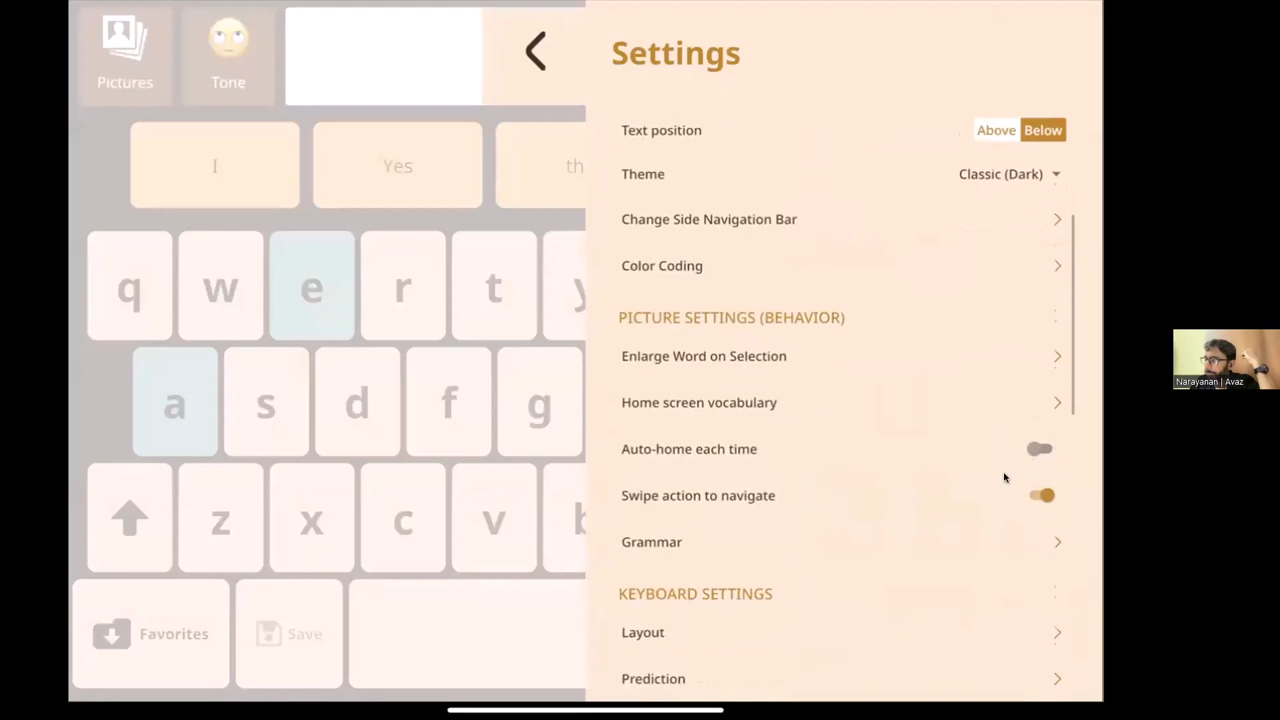 Pictures
Tone
Settings
Text position
Above
Below
Theme
Classic (Dark)
Change Side Navigation Bar
Color Coding
PICTURE SETTINGS (BEHAVIOR)
Enlarge Word on Selection
Home screen vocabulary
Auto-home each time
Swipe action to navigate
Grammar
KEYBOARD SETTINGS
Layout
Prediction
I
Yes
th
q w e r t y
a s d f g
z x c v b
Favorites
Save
Narayanan | Avaz